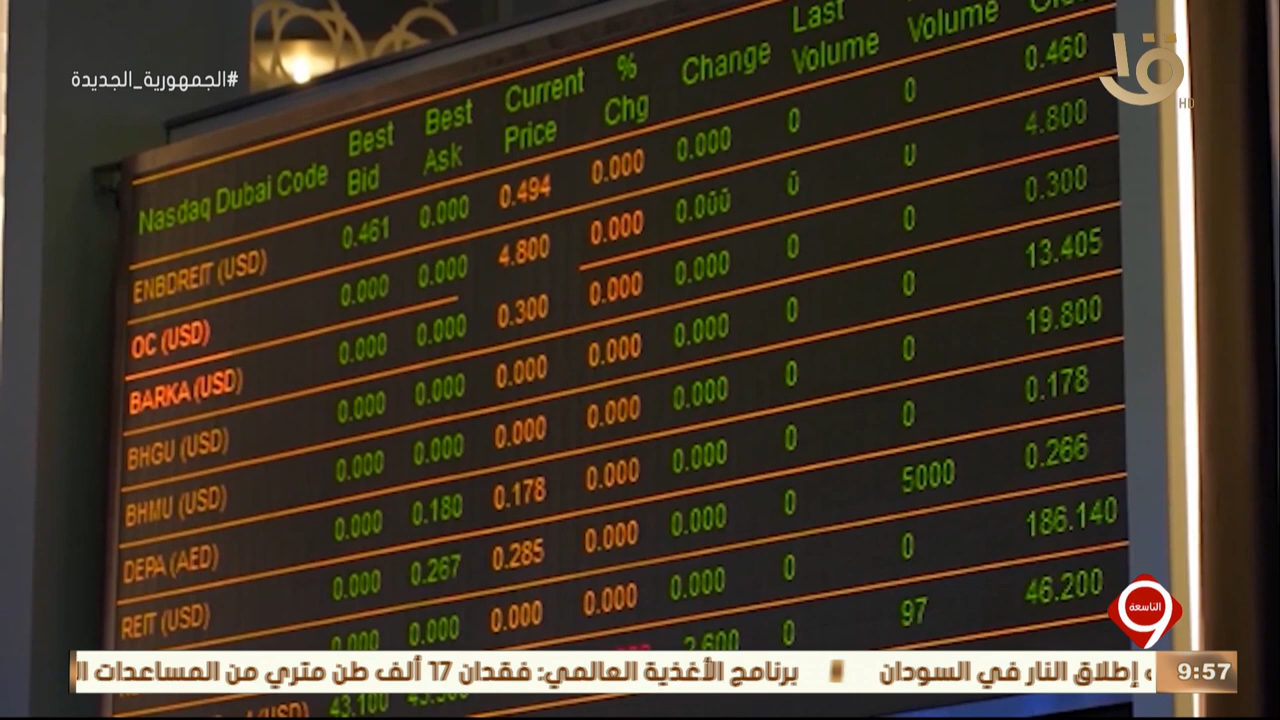 #الجمهورية_الجديدة
ق١
HD
Nasdaq Dubai Code Best Bid Best Ask Current Price % Chg Change Last Volume Volume
ENBDREIT (USD) 0.461 0.000 0.494 0.000 0.000 0 0 0.460
OC (USD) 0.000 0.000 4.800 0.000 0.000 0 0 4.800
BARKA (USD) 0.000 0.000 0.300 0.000 0.000 0 0 0.300
BHGU (USD) 0.000 0.000 0.000 0.000 0.000 0 0 13.405
BHMU (USD) 0.000 0.000 0.000 0.000 0.000 0 0 19.800
DEPA (AED) 0.000 0.180 0.178 0.000 0.000 0 0 0.178
REIT (USD) 0.000 0.267 0.285 0.000 0.000 0 5000 0.266
0.000 0.000 0.000 0.000 0.000 0 0 186.140
43.100 2.600 0 97 46.200
التاسعة
9
إطلاق النار في السودان ▪ برنامج الأغذية العالمي: فقدان 17 ألف طن متري من المساعدات
9:57